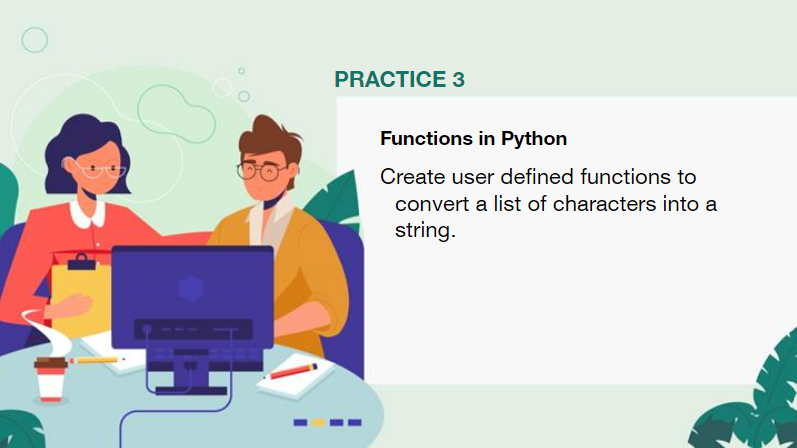 PRACTICE 3
Functions in Python
Create user defined functions to
convert a list of characters into a
string.